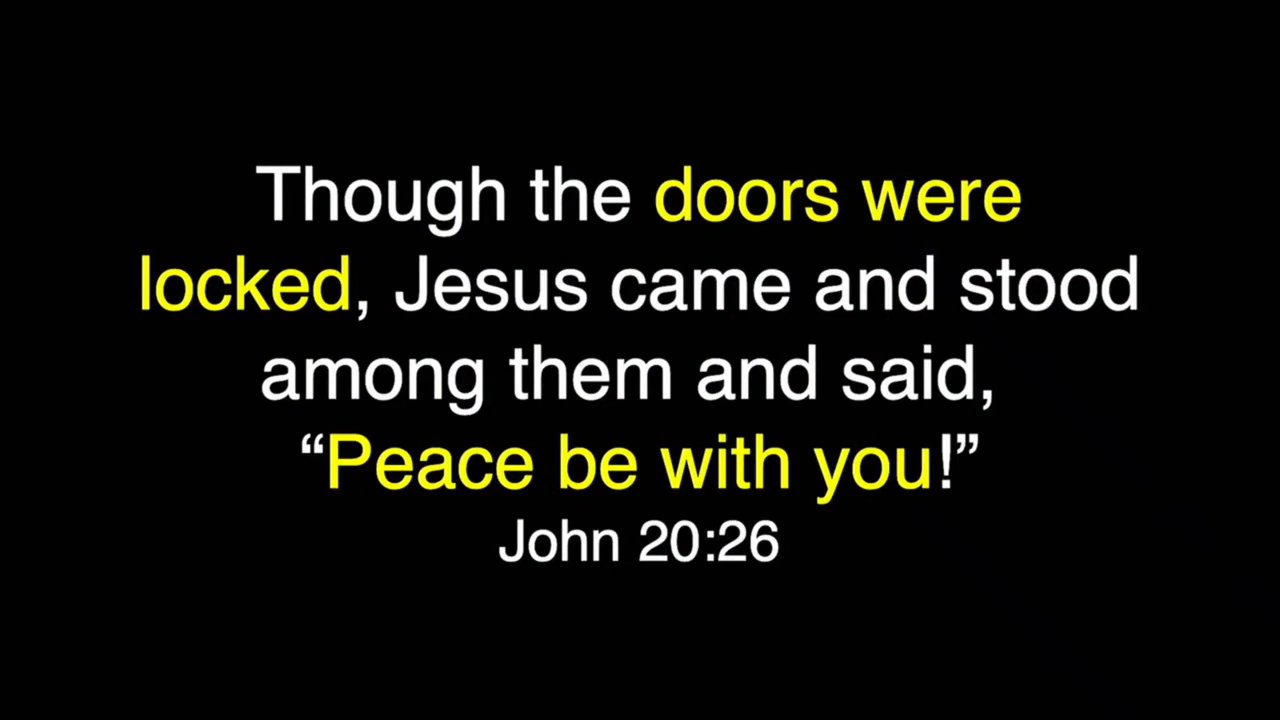 Though the doors were
locked, Jesus came and stood
among them and said,
“Peace be with you!”
John 20:26